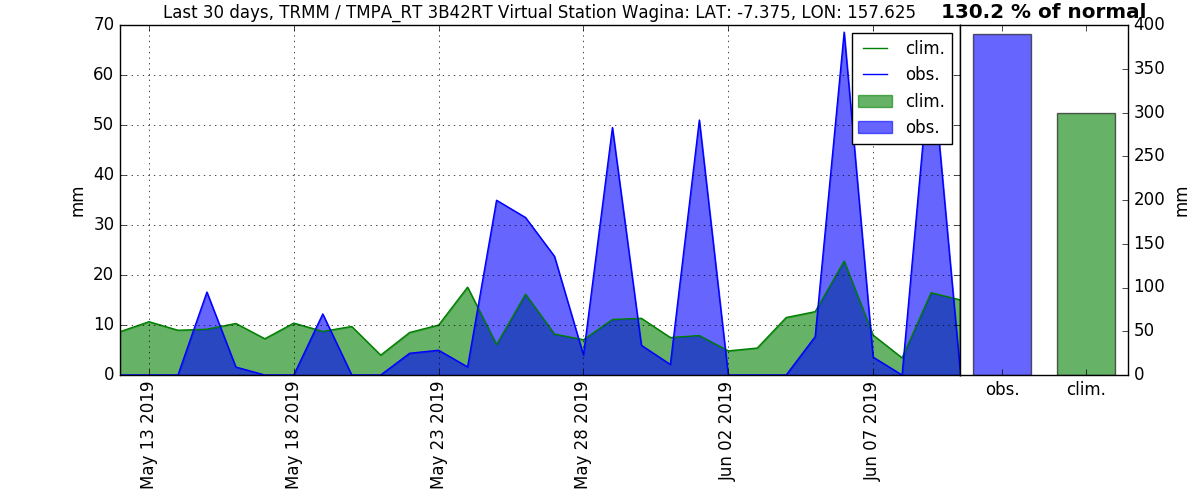 Last 30 days, TRMM / TMPA_RT 3B42RT Virtual Station Wagina: LAT: -7.375, LON: 157.625
130.2 % of normal
70
60
50
40
30
20
10
0
mm
clim.
obs.
clim.
obs.
400
350
300
250
200
150
100
50
0
mm
May 13 2019
May 18 2019
May 23 2019
May 28 2019
Jun 02 2019
Jun 07 2019
obs.
clim.